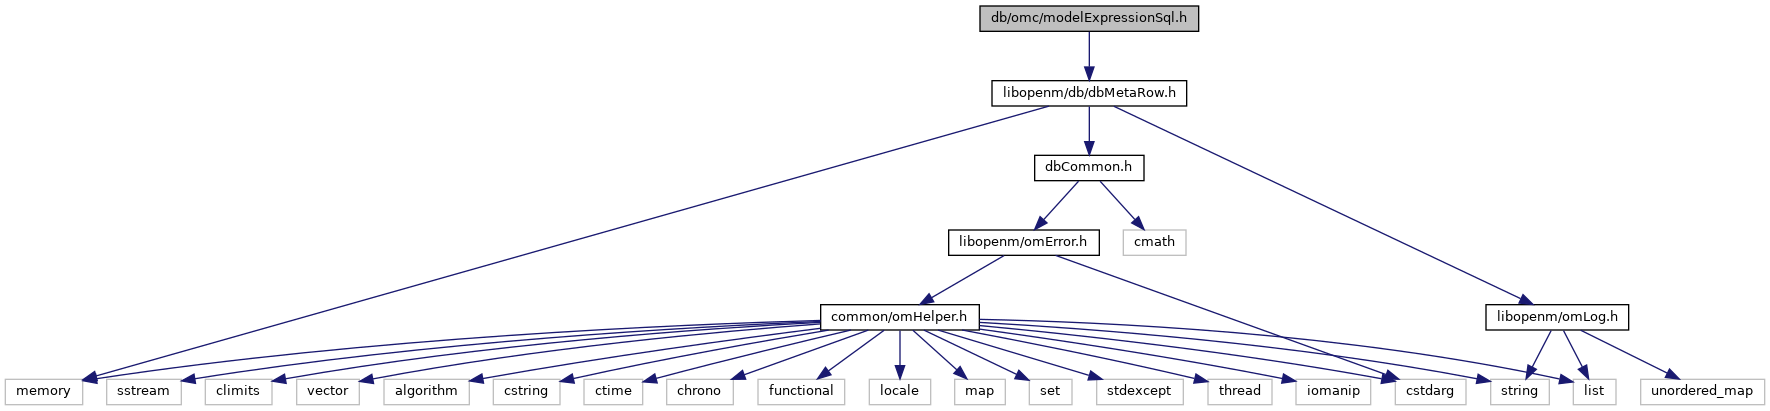 db/omc/modelExpressionSql.h
libopenm/db/dbMetaRow.h
dbCommon.h
libopenm/omError.h
cmath
common/omHelper.h
libopenm/omLog.h
memory
sstream
climits
vector
algorithm
cstring
ctime
chrono
functional
locale
map
set
stdexcept
thread
iomanip
cstdarg
string
list
unordered_map